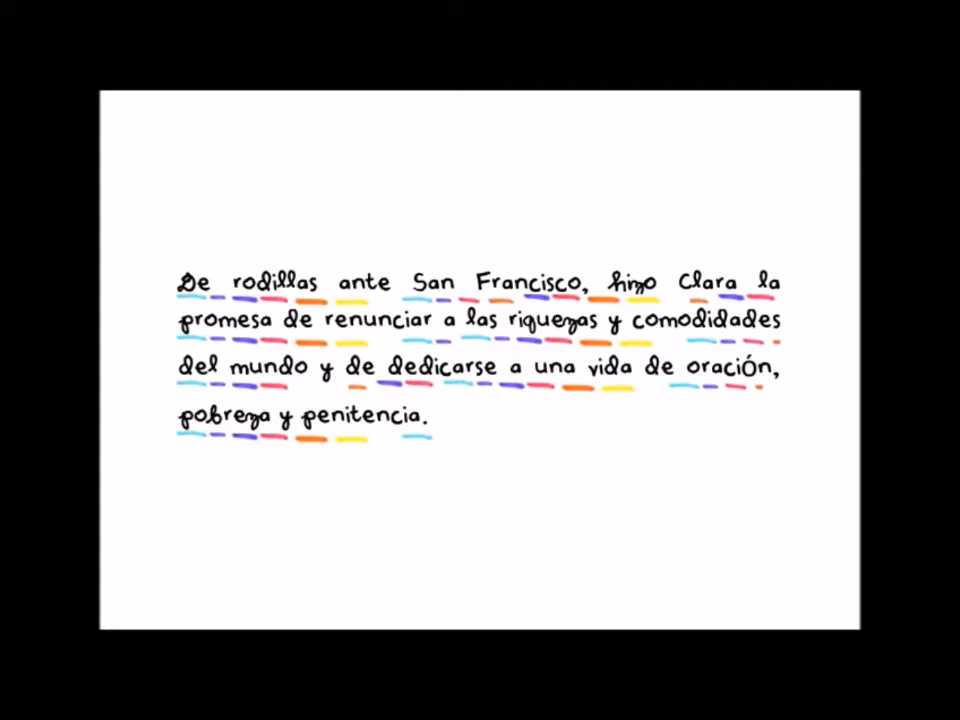 De rodillas ante San Francisco, hizo Clara la
promesa de renunciar a las riquezas y comodidades
del mundo y de dedicarse a una vida de oración,
pobreza y penitencia.